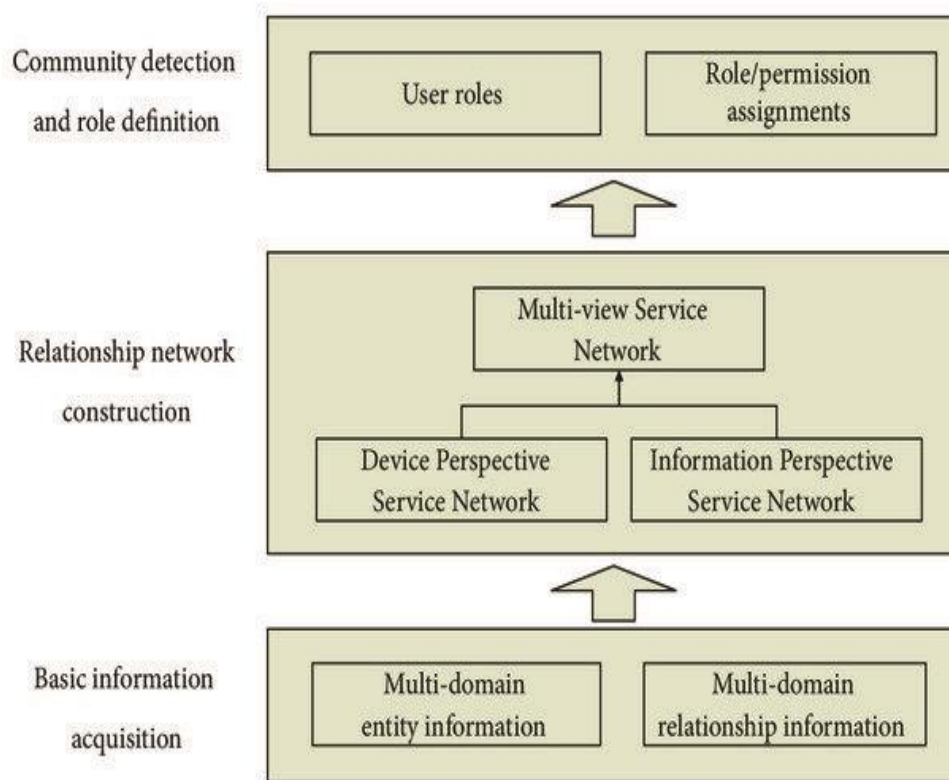 Community detection
and role definition
User roles
Role/permission
assignments
Relationship network
construction
Multi-view Service
Network
Device Perspective
Service Network
Information Perspective
Service Network
Basic information
acquisition
Multi-domain
entity information
Multi-domain
relationship information